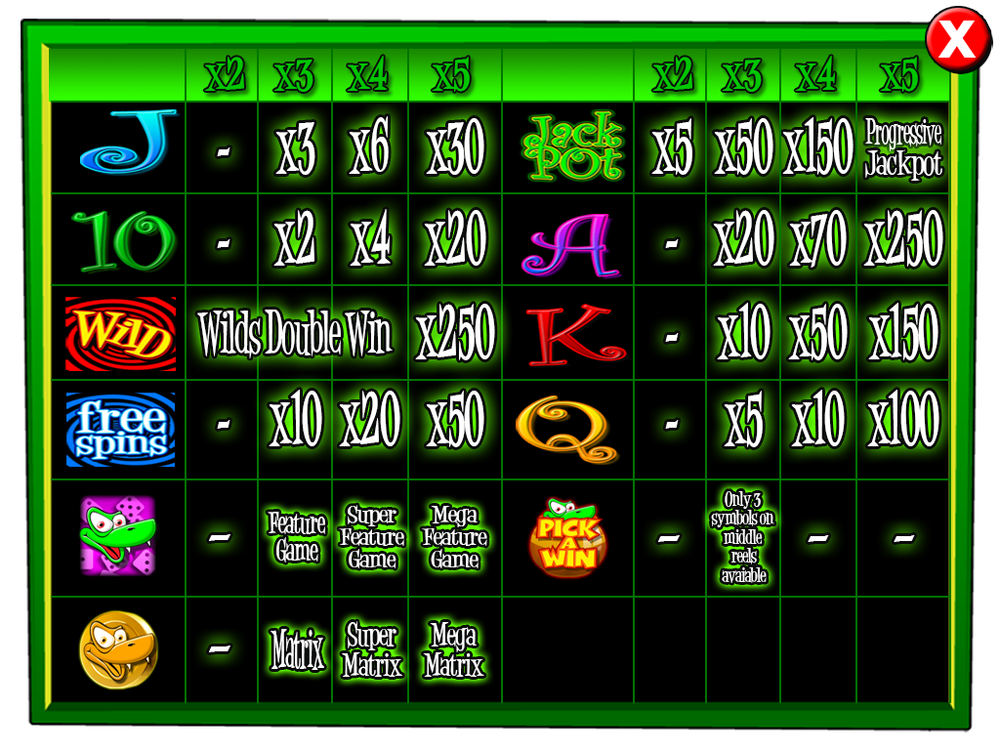 x2 x3 x4 x5 x2 x3 x4 x5
J - x3 x6 x30 Jack Pot x5 x50 x150 Progressive Jackpot
10 - x2 x4 x20 A - x20 x70 x250
Wild Wilds Double Win x250 K - x10 x50 x150
free spins - x10 x20 x50 Q - x5 x10 x100
- Feature Game Super Feature Game Mega Feature Game PICK A WIN - Only 3 symbols on middle reels avaiable - -
- Matrix Super Matrix Mega Matrix
X